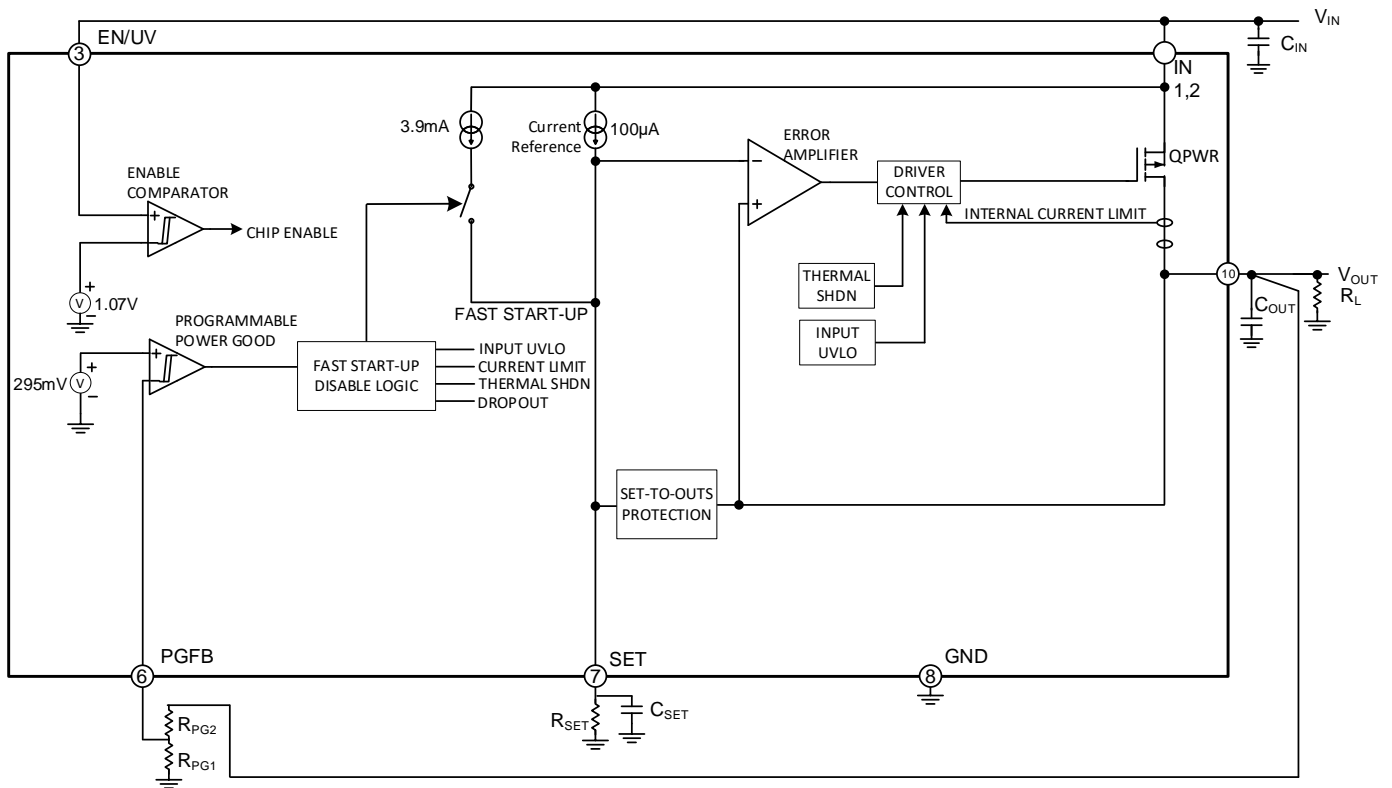 V_IN
EN/UV
3
C_IN
IN
1,2
3.9mA
Current
Reference
100µA
ERROR
AMPLIFIER
QPWR
DRIVER
CONTROL
ENABLE
COMPARATOR
+
−
+
INTERNAL CURRENT LIMIT
CHIP ENABLE
THERMAL
SHDN
10
V_OUT
R_L
C_OUT
+
V
1.07V
−
FAST START-UP
INPUT
UVLO
PROGRAMMABLE
POWER GOOD
+
295mV
V
+
−
FAST START-UP
DISABLE LOGIC
INPUT UVLO
CURRENT LIMIT
THERMAL SHDN
DROPOUT
SET-TO-OUTS
PROTECTION
PGFB
6
SET
7
GND
8
R_PG2
R_PG1
R_SET
C_SET